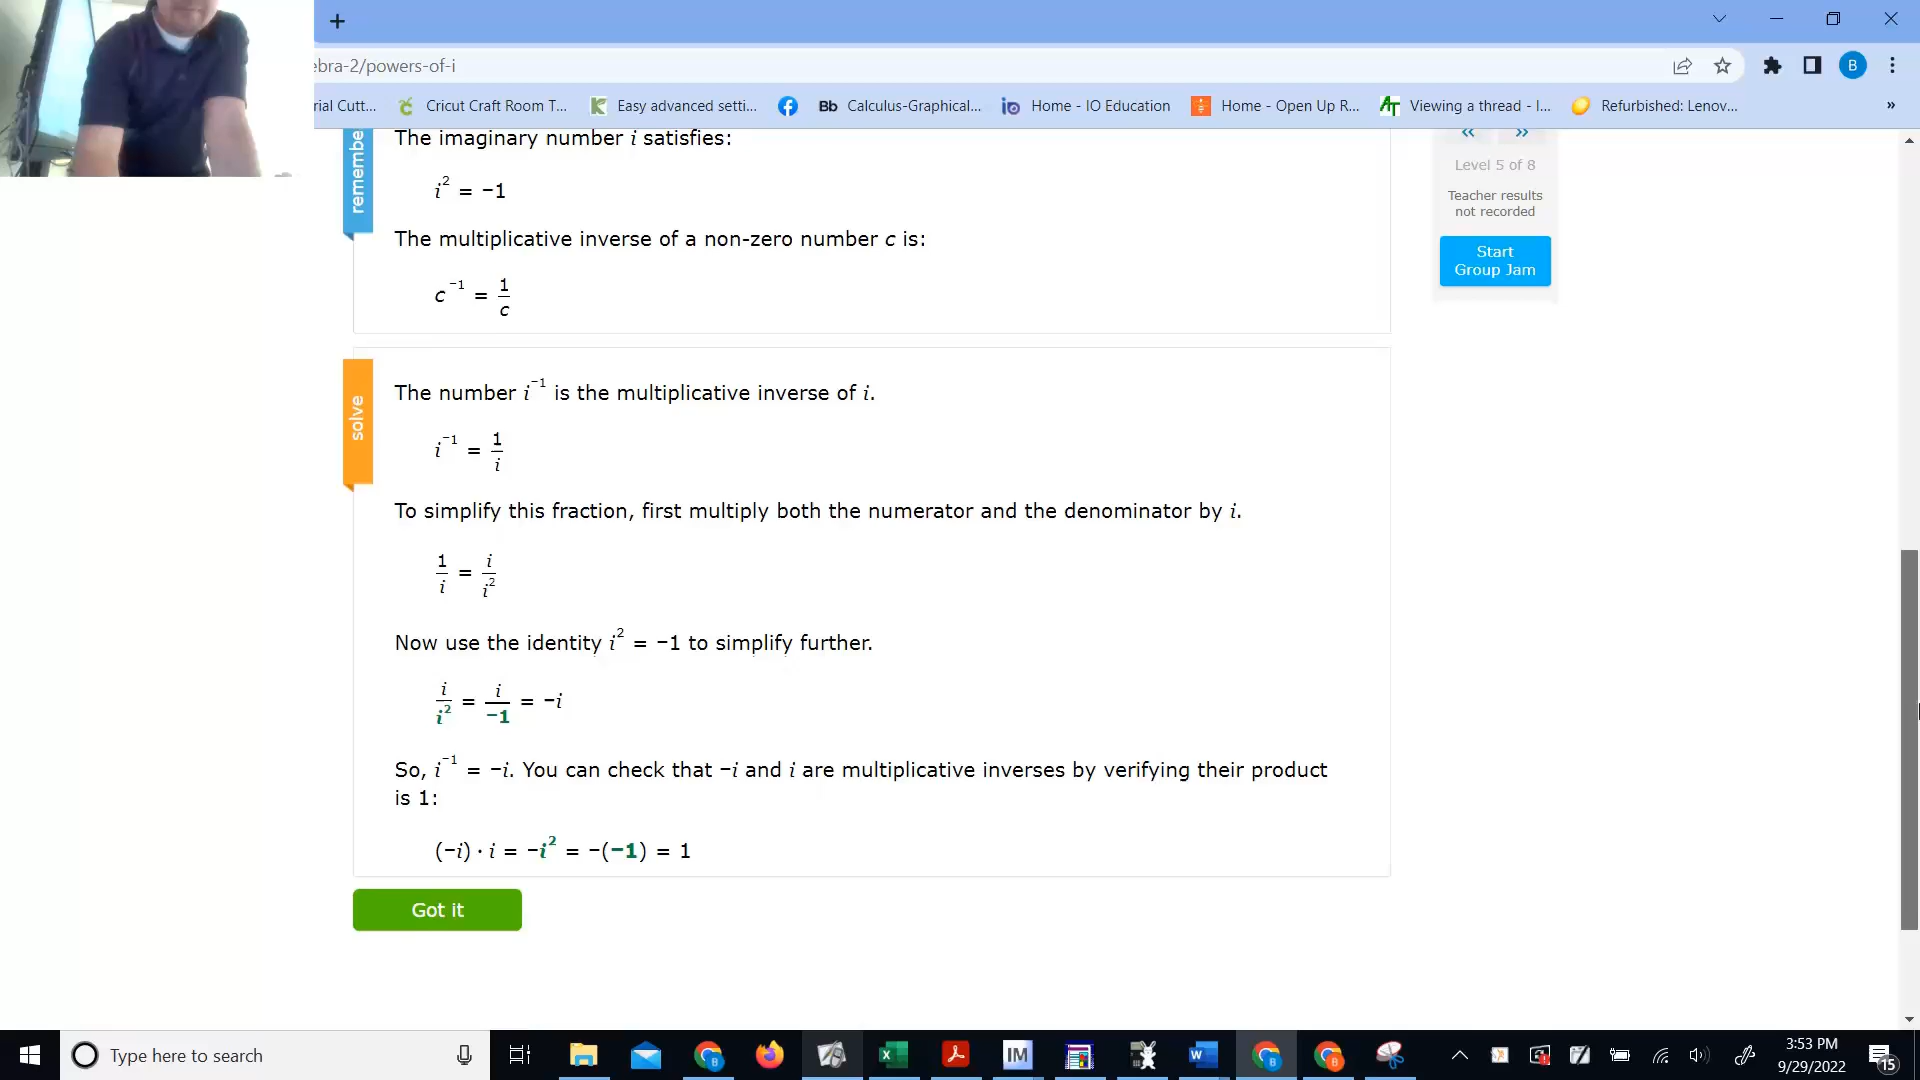 ebra-2/powers-of-i
B
rial Cutt...
Cricut Craft Room T...
Easy advanced setti...
Bb Calculus-Graphical...
io Home - IO Education
Home - Open Up R...
AT Viewing a thread - I...
Refurbished: Lenov...
»
remembe
The imaginary number i satisfies:
i² = −1
The multiplicative inverse of a non-zero number c is:
c⁻¹ = 1/c
« »
Level 5 of 8
Teacher results
not recorded
Start
Group Jam
solve
The number i⁻¹ is the multiplicative inverse of i.
i⁻¹ = 1/i
To simplify this fraction, first multiply both the numerator and the denominator by i.
1/i = i/i²
Now use the identity i² = −1 to simplify further.
i/i² = i/−1 = −i
So, i⁻¹ = −i. You can check that −i and i are multiplicative inverses by verifying their product
is 1:
(−i) · i = −i² = −(−1) = 1
Got it
Type here to search
IM
3:53 PM
9/29/2022
15